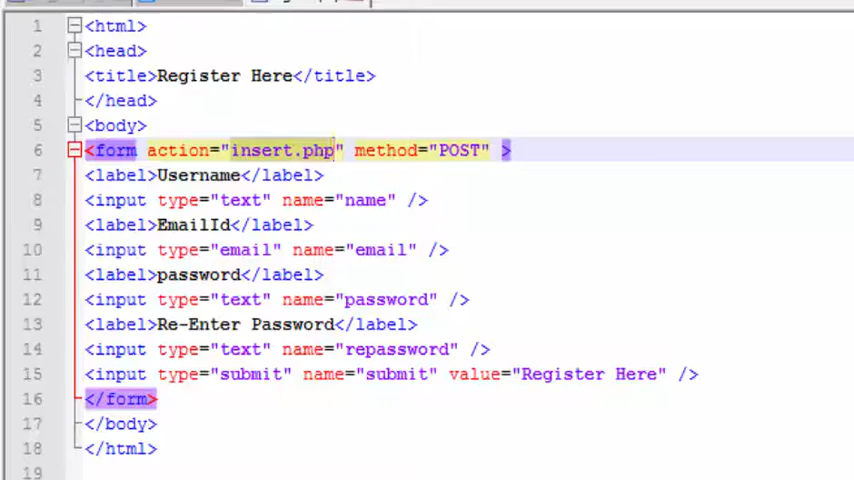 1 <html>
2 <head>
3 <title>Register Here</title>
4 </head>
5 <body>
6 <form action="insert.php" method="POST" >
7 <label>Username</label>
8 <input type="text" name="name" />
9 <label>EmailId</label>
10 <input type="email" name="email" />
11 <label>password</label>
12 <input type="text" name="password" />
13 <label>Re-Enter Password</label>
14 <input type="text" name="repassword" />
15 <input type="submit" name="submit" value="Register Here" />
16 </form>
17 </body>
18 </html>
19